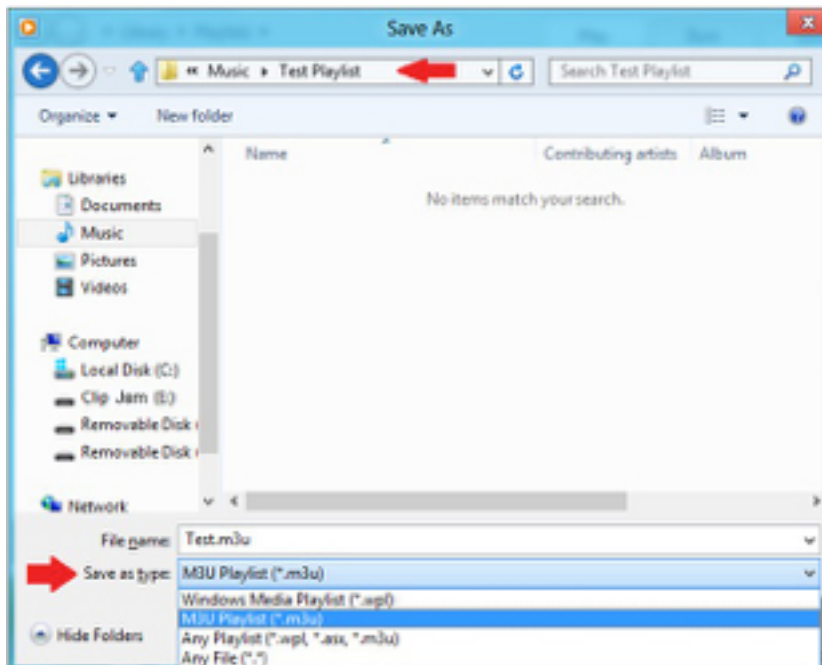 Save As
« Music ▸ Test Playlist
Search Test Playlist
Organize
New folder
Name
Contributing artists
Album
No items match your search.
Libraries
Documents
Music
Pictures
Videos
Computer
Local Disk (C:)
Clip Jam (E:)
Removable Disk
Removable Disk
Network
File name: Test.m3u
Save as type: M3U Playlist (*.m3u)
Windows Media Playlist (*.wpl)
M3U Playlist (*.m3u)
Any Playlist (*.wpl, *.asx, *.m3u)
Hide Folders
Any File (*.*)